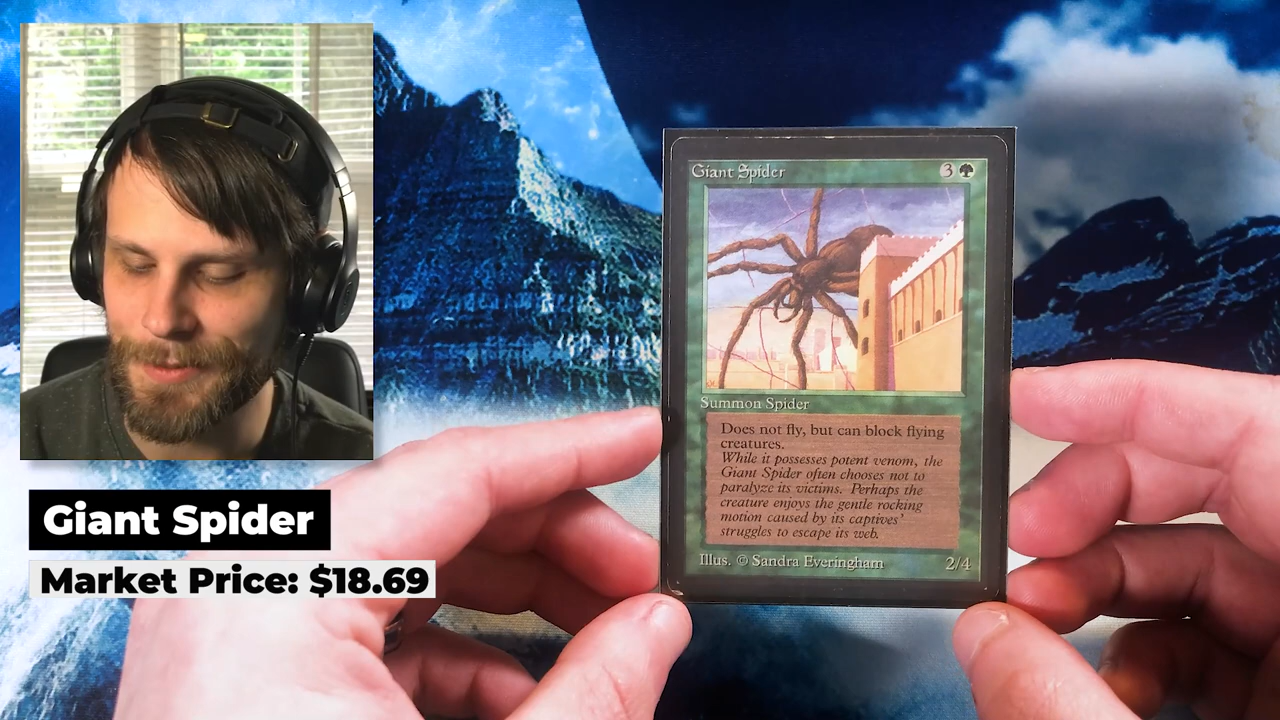 Giant Spider
Market Price: $18.69
Giant Spider 3
Summon Spider
Does not fly, but can block flying
creatures.
While it possesses potent venom, the
Giant Spider often chooses not to
paralyze its victims. Perhaps the
creature enjoys the gentle rocking
motion caused by its captives'
struggles to escape its web.
Illus. © Sandra Everingham 2/4